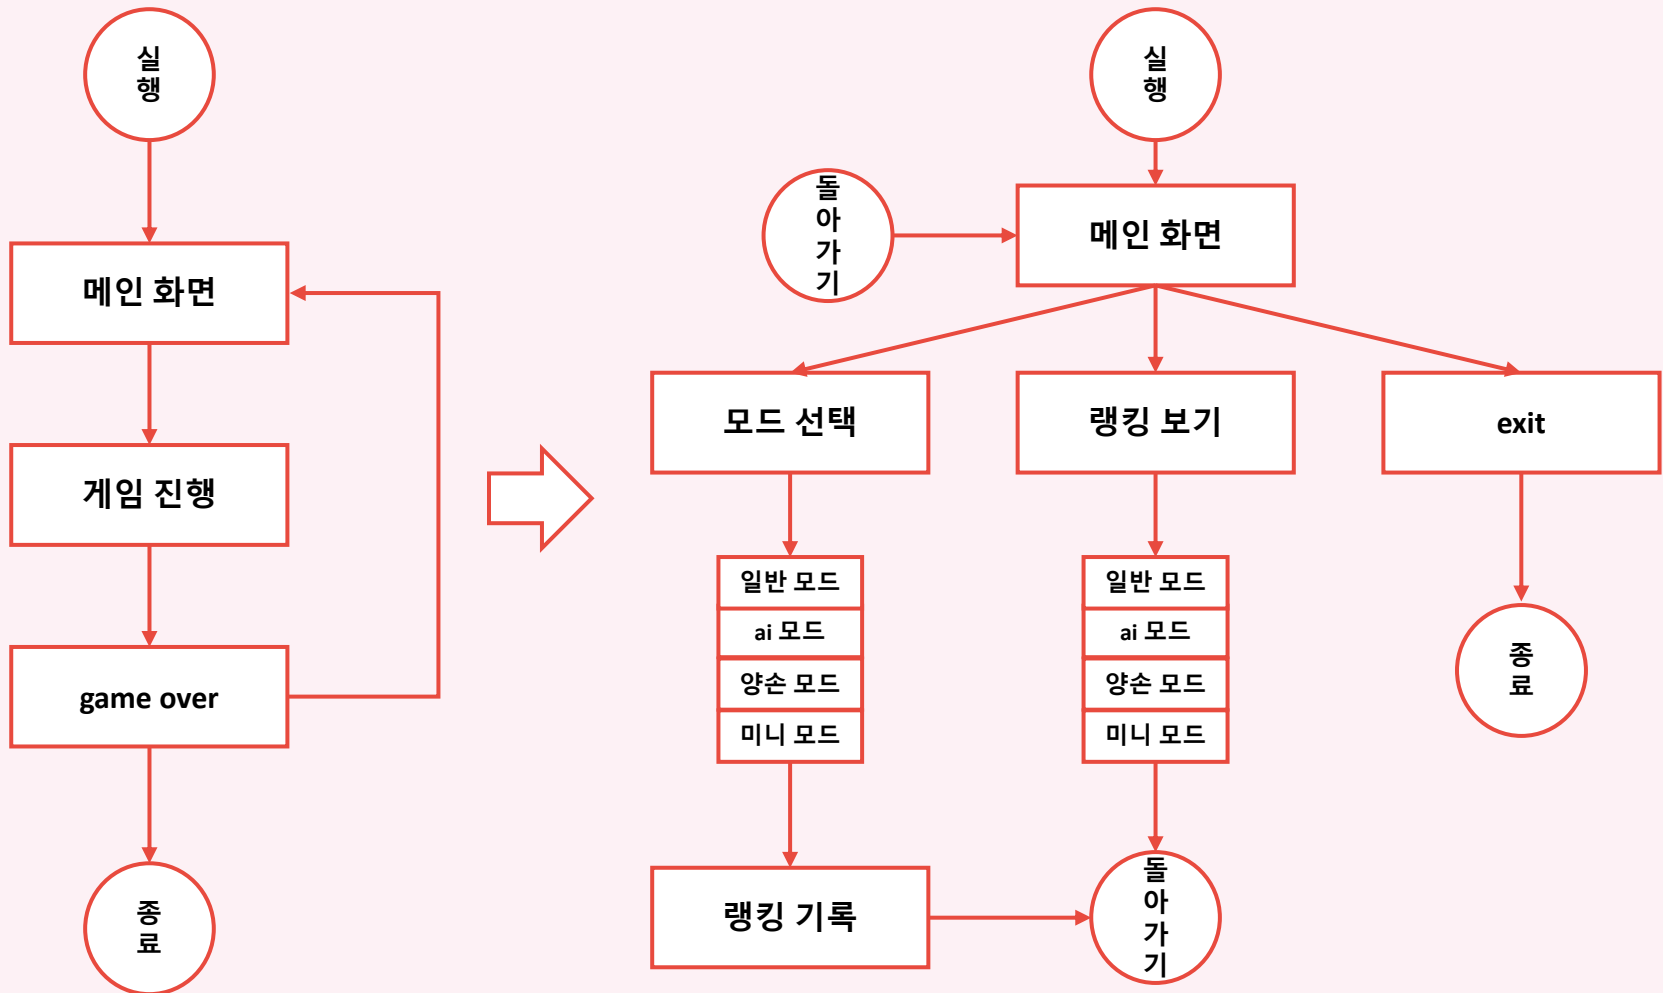 실
행
메인 화면
게임 진행
game over
종
료
실
행
돌
아
가
기
메인 화면
모드 선택
랭킹 보기
exit
일반 모드
ai 모드
양손 모드
미니 모드
일반 모드
ai 모드
양손 모드
미니 모드
종
료
랭킹 기록
돌
아
가
기